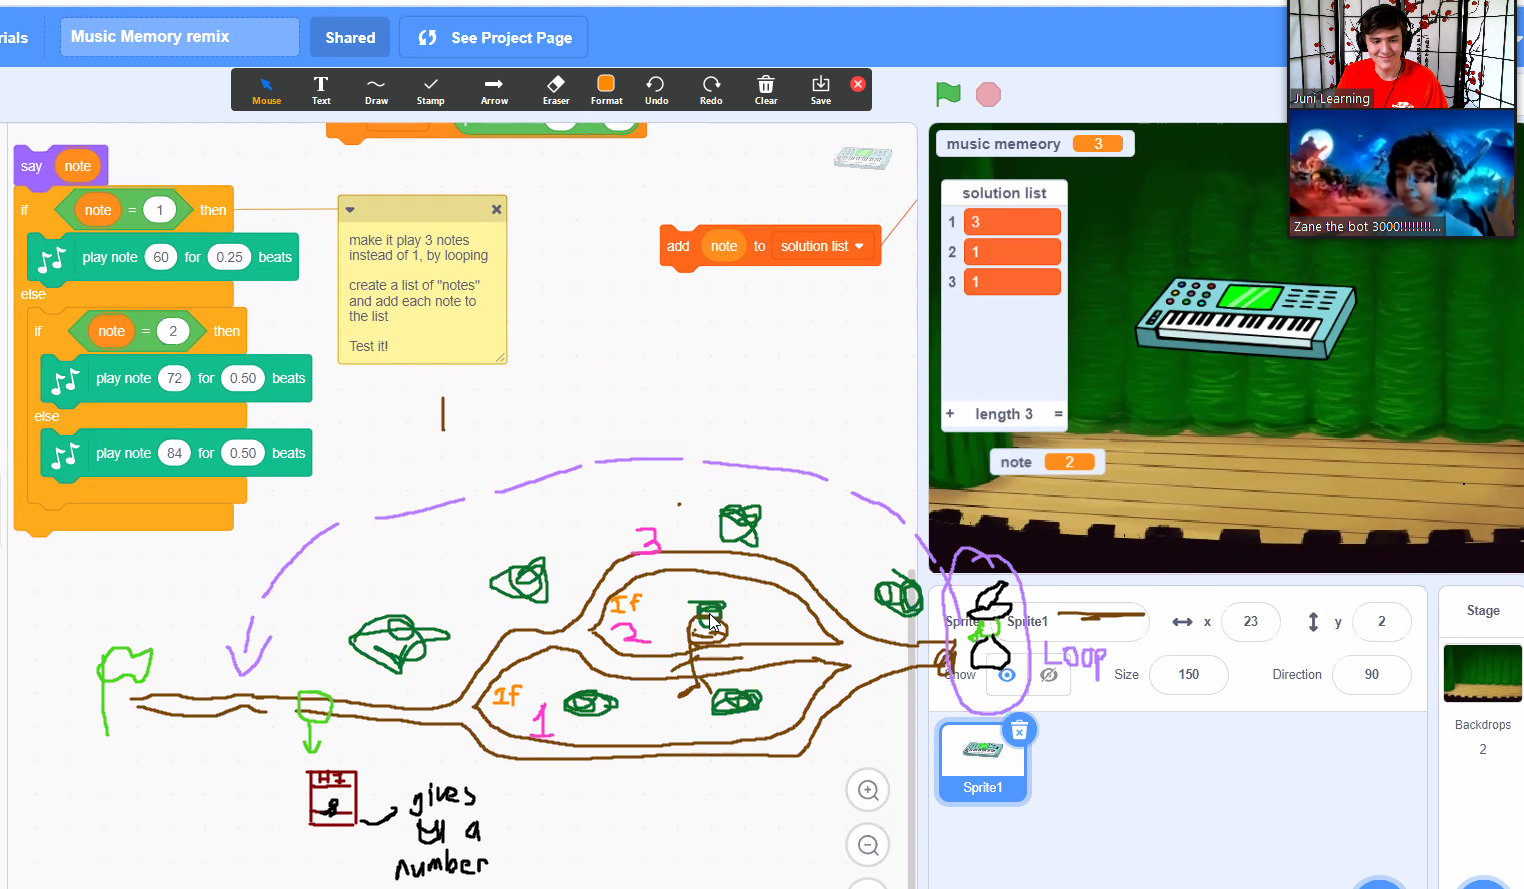 rials
Music Memory remix
Shared
See Project Page
Mouse
Text
Draw
Stamp
Arrow
Eraser
Format
Undo
Redo
Clear
Save
Juni Learning
Zane the bot 3000!!!!!!!!...
say note
if note = 1 then
play note 60 for 0.25 beats
else
if note = 2 then
play note 72 for 0.50 beats
else
play note 84 for 0.50 beats
make it play 3 notes
instead of 1, by looping
create a list of "notes"
and add each note to
the list
Test it!
add note to solution list
music memeory 3
solution list
1 3
2 1
3 1
+ length 3 =
note 2
3
If
2
If
1
Loop
gives
a
number
Sprite Sprite1
x 23
y 2
Show
Size 150
Direction 90
Sprite1
Stage
Backdrops
2